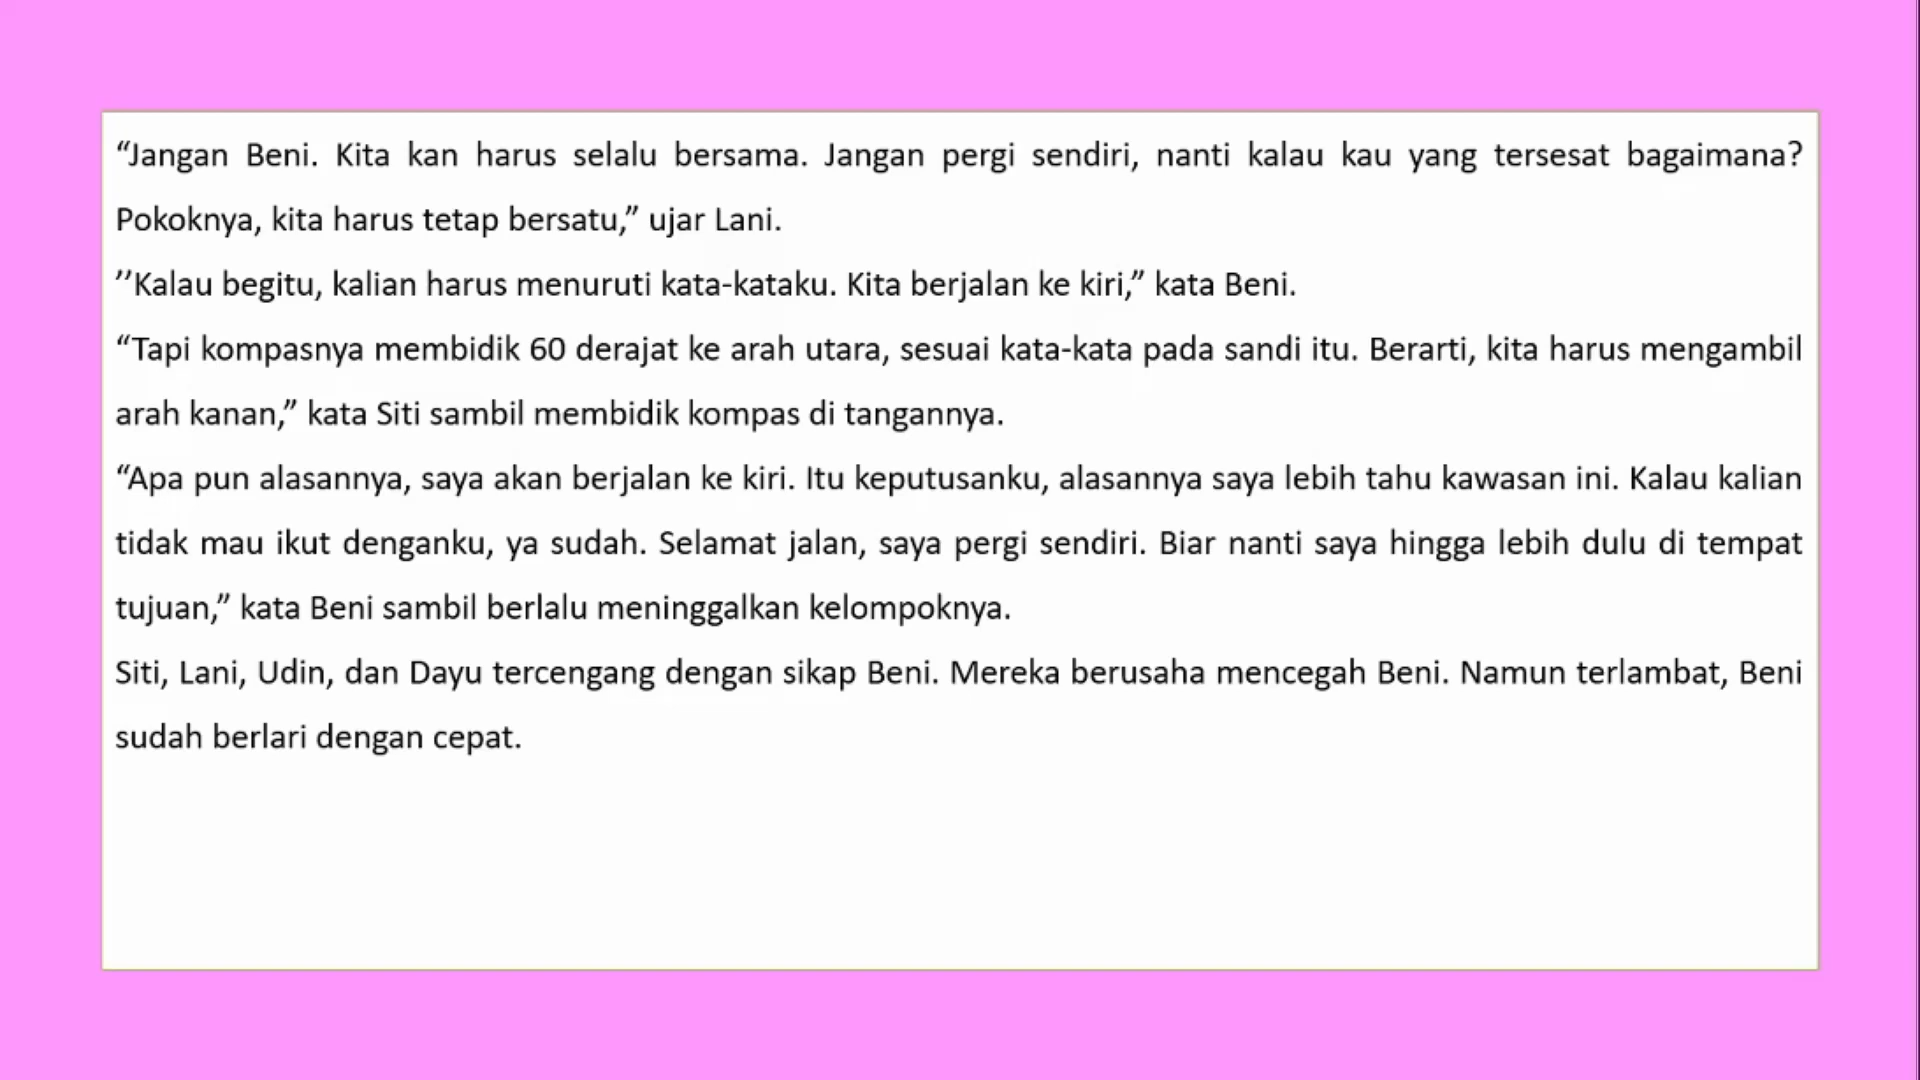 “Jangan Beni. Kita kan harus selalu bersama. Jangan pergi sendiri, nanti kalau kau yang tersesat bagaimana?
Pokoknya, kita harus tetap bersatu,” ujar Lani.
’’Kalau begitu, kalian harus menuruti kata-kataku. Kita berjalan ke kiri,” kata Beni.
“Tapi kompasnya membidik 60 derajat ke arah utara, sesuai kata-kata pada sandi itu. Berarti, kita harus mengambil
arah kanan,” kata Siti sambil membidik kompas di tangannya.
“Apa pun alasannya, saya akan berjalan ke kiri. Itu keputusanku, alasannya saya lebih tahu kawasan ini. Kalau kalian
tidak mau ikut denganku, ya sudah. Selamat jalan, saya pergi sendiri. Biar nanti saya hingga lebih dulu di tempat
tujuan,” kata Beni sambil berlalu meninggalkan kelompoknya.
Siti, Lani, Udin, dan Dayu tercengang dengan sikap Beni. Mereka berusaha mencegah Beni. Namun terlambat, Beni
sudah berlari dengan cepat.